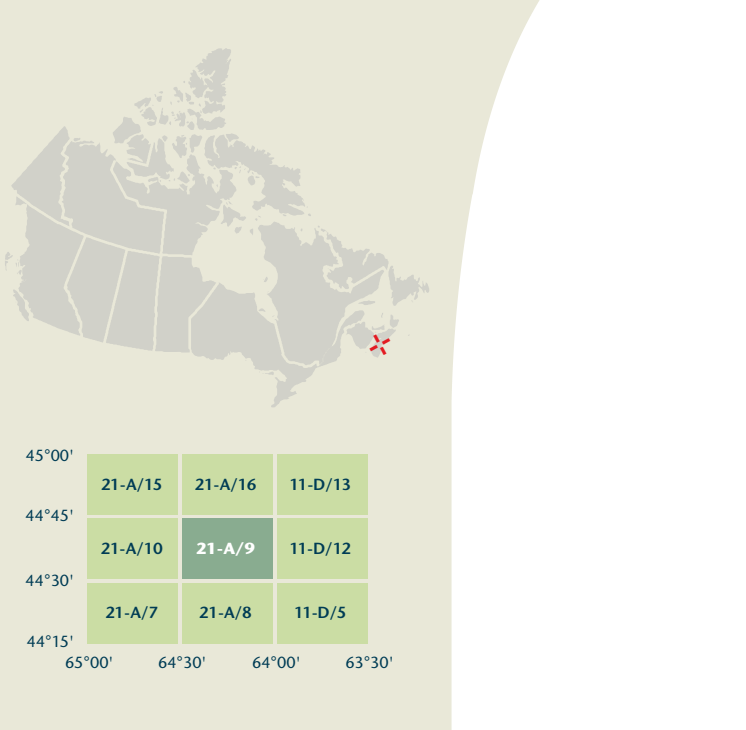 45°00'
21-A/15 21-A/16 11-D/13
44°45'
21-A/10 21-A/9 11-D/12
44°30'
21-A/7 21-A/8 11-D/5
44°15'
65°00' 64°30' 64°00' 63°30'